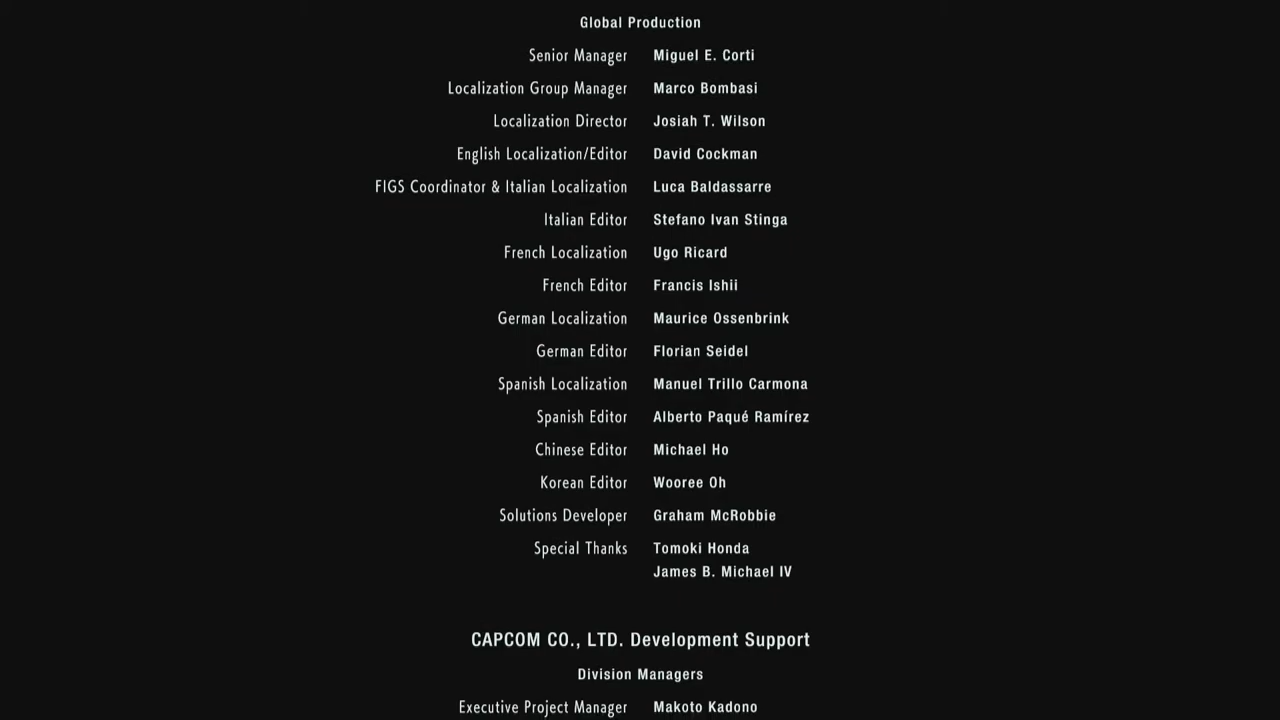 Global Production
Senior Manager Miguel E. Corti
Localization Group Manager Marco Bombasi
Localization Director Josiah T. Wilson
English Localization/Editor David Cockman
FIGS Coordinator & Italian Localization Luca Baldassarre
Italian Editor Stefano Ivan Stinga
French Localization Ugo Ricard
French Editor Francis Ishii
German Localization Maurice Ossenbrink
German Editor Florian Seidel
Spanish Localization Manuel Trillo Carmona
Spanish Editor Alberto Paqué Ramírez
Chinese Editor Michael Ho
Korean Editor Wooree Oh
Solutions Developer Graham McRobbie
Special Thanks Tomoki Honda
James B. Michael IV
CAPCOM CO., LTD. Development Support
Division Managers
Executive Project Manager Makoto Kadono